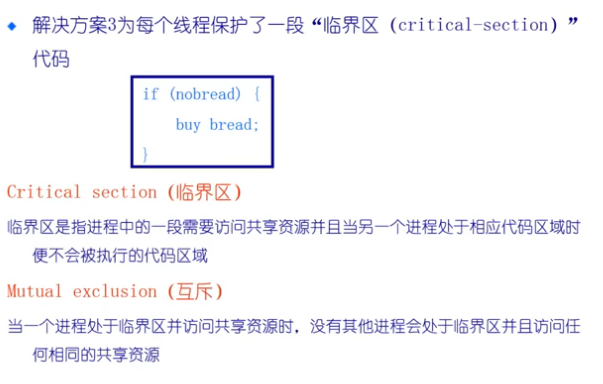 解决方案3为每个线程保护了一段“临界区（critical-section）”
代码
if (nobread) {
buy bread;
}
Critical section (临界区)
临界区是指进程中的一段需要访问共享资源并且当另一个进程处于相应代码区域时
便不会被执行的代码区域
Mutual exclusion (互斥)
当一个进程处于临界区并访问共享资源时，没有其他进程会处于临界区并且访问任
何相同的共享资源